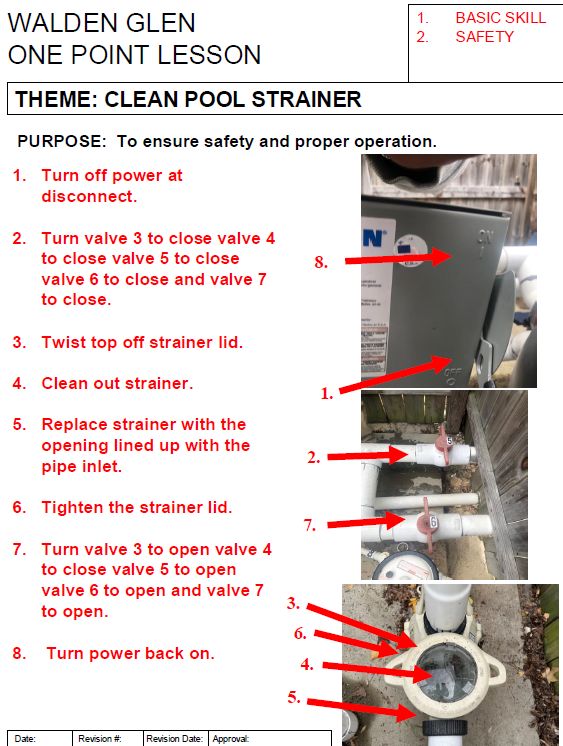 WALDEN GLEN
ONE POINT LESSON
1. BASIC SKILL
2. SAFETY
THEME: CLEAN POOL STRAINER
PURPOSE: To ensure safety and proper operation.
1. Turn off power at
disconnect.
2. Turn valve 3 to close valve 4
to close valve 5 to close
valve 6 to close and valve 7
to close.
3. Twist top off strainer lid.
4. Clean out strainer.
5. Replace strainer with the
opening lined up with the
pipe inlet.
6. Tighten the strainer lid.
7. Turn valve 3 to open valve 4
to close valve 5 to open
valve 6 to open and valve 7
to open.
8. Turn power back on.
N
ON
8.
OFF
1.
5
2.
6
7.
3.
6.
4.
5.
Date:
Revision #:
Revision Date:
Approval: